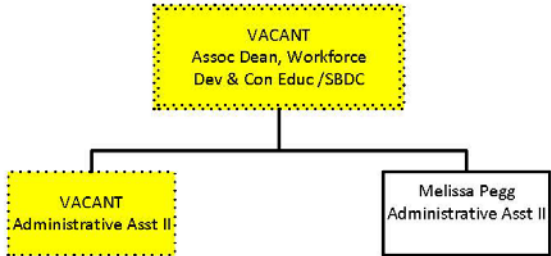 VACANT
Assoc Dean, Workforce
Dev & Con Educ /SBDC
VACANT
Administrative Asst II
Melissa Pegg
Administrative Asst II